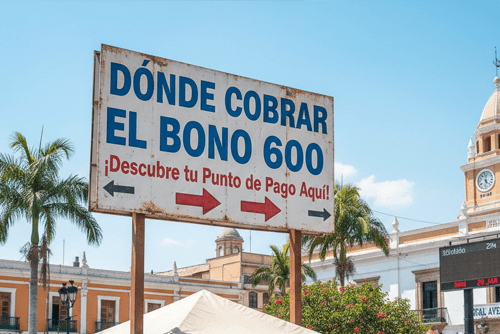 DÓNDE COBRAR
EL BONO 600
¡Descubre tu Punto de Pago Aquí!